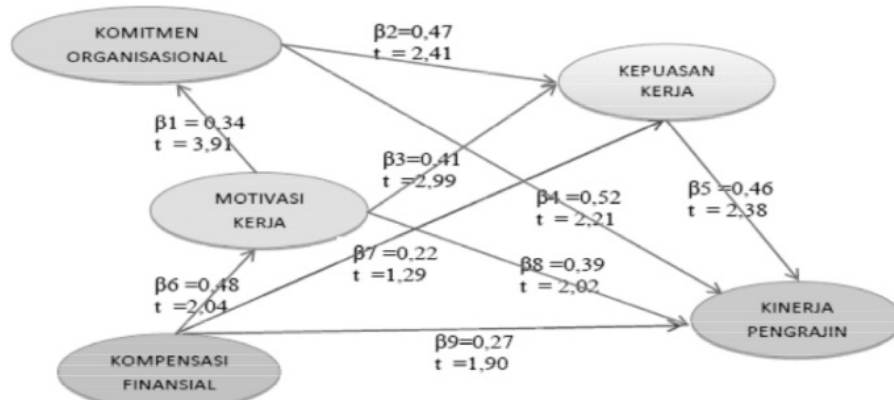 KOMITMEN
ORGANISASIONAL
β2=0,47
t = 2,41
KEPUASAN
KERJA
β1 = 0,34
t = 3,91
β3=0,41
t =2,99
MOTIVASI
KERJA
β4 =0,52
t = 2,21
β5 =0,46
t =2,38
β7 =0,22
t =1,29
β8 =0,39
t =2,02
β6 =0,48
t =2,04
KINERJA
PENGRAJIN
β9=0,27
t =1,90
KOMPENSASI
FINANSIAL